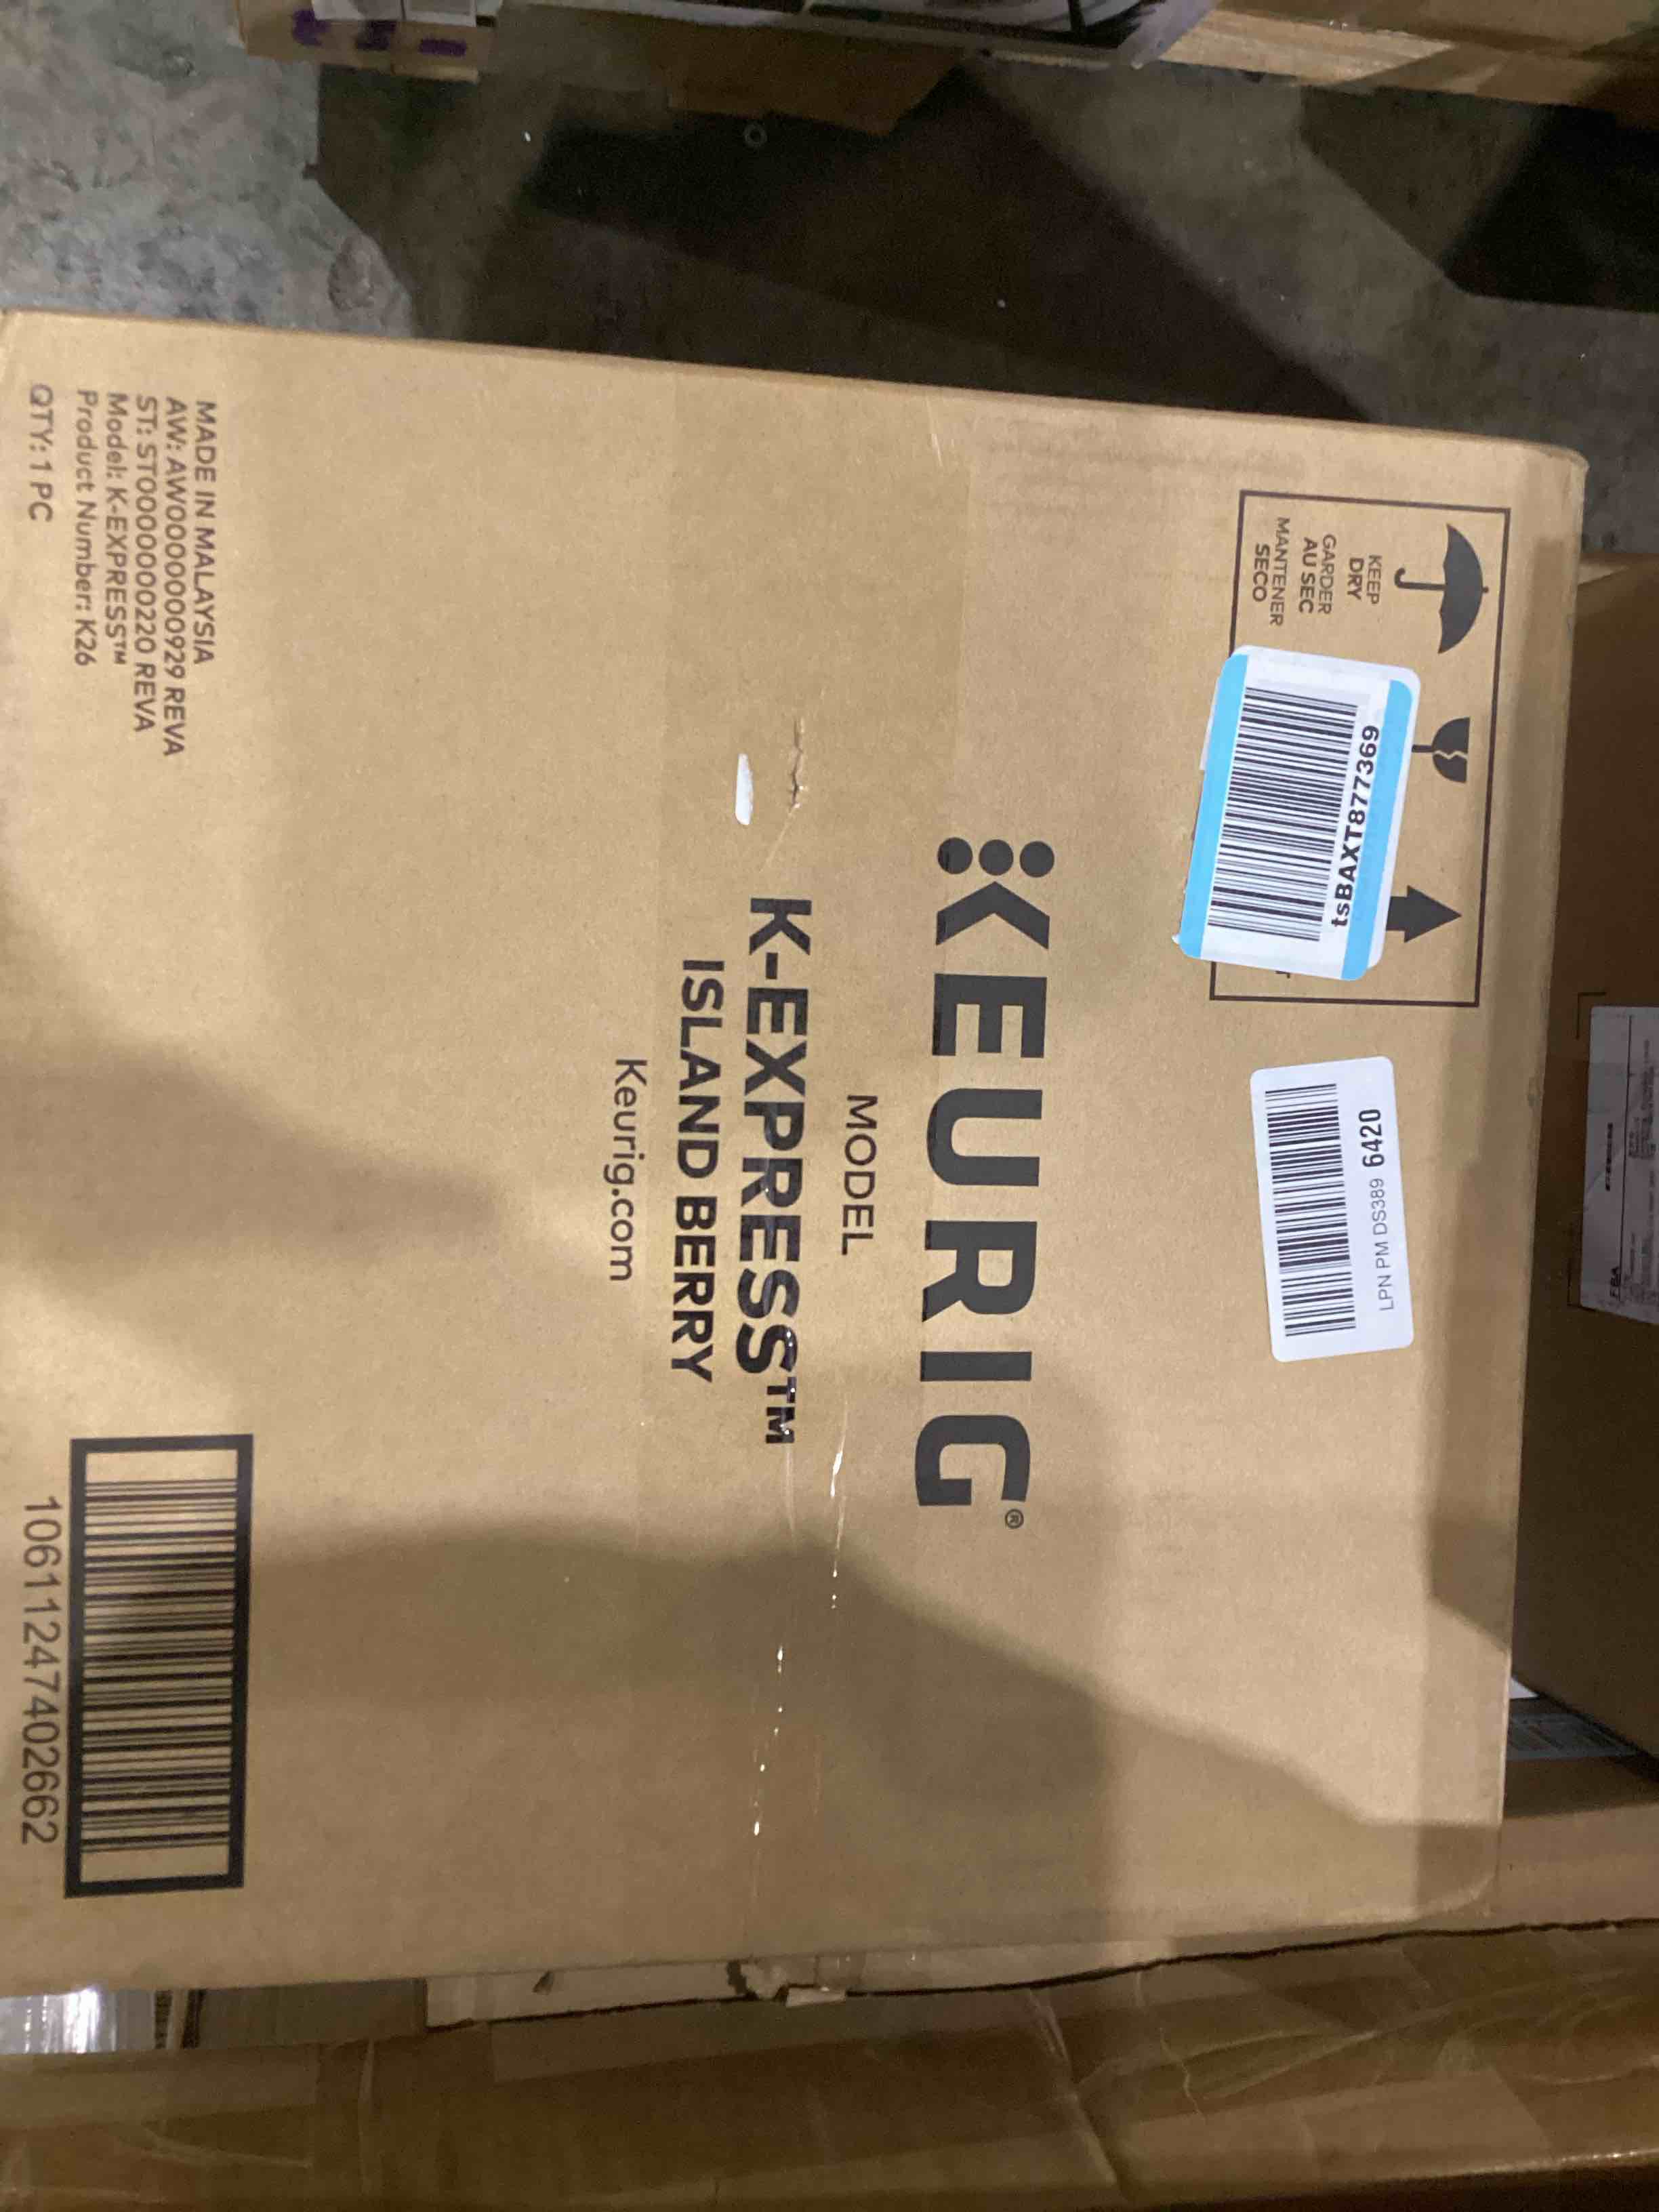 KEEP
DRY
GARDER
AU SEC
MANTENER
SECO
tsBAXT877369
LPN PM DS389 6420
KEURIG®
MODEL
K-EXPRESS™
ISLAND BERRY
Keurig.com
MADE IN MALAYSIA
AW: AW0000000929 REVA
ST: ST0000000220 REVA
Model: K-EXPRESS™
Product Number: K26
QTY: 1 PC
10611247402662
FBA